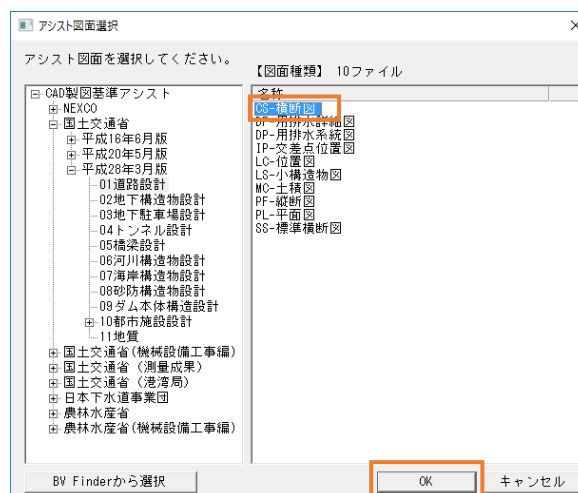 アシスト図面選択
アシスト図面を選択してください。
【図面種類】 10ファイル
CAD製図基準アシスト
NEXCO
国土交通省
平成16年6月版
平成20年5月版
平成28年3月版
01道路設計
02地下構造物設計
03地下駐車場設計
04トンネル設計
05橋梁設計
06河川構造物設計
07海岸構造物設計
08砂防構造物設計
09ダム本体構造設計
10都市施設設計
11地質
国土交通省(機械設備工事編)
国土交通省（測量成果）
国土交通省（港湾局）
日本下水道事業団
農林水産省
農林水産省(機械設備工事編)
名称
CS-横断図
DP-用排水詳細図
DP-用排水系統図
IP-交差点位置図
LC-位置図
LS-小構造物図
MC-土積図
PF-縦断図
PL-平面図
SS-標準横断図
BV Finderから選択
OK
キャンセル